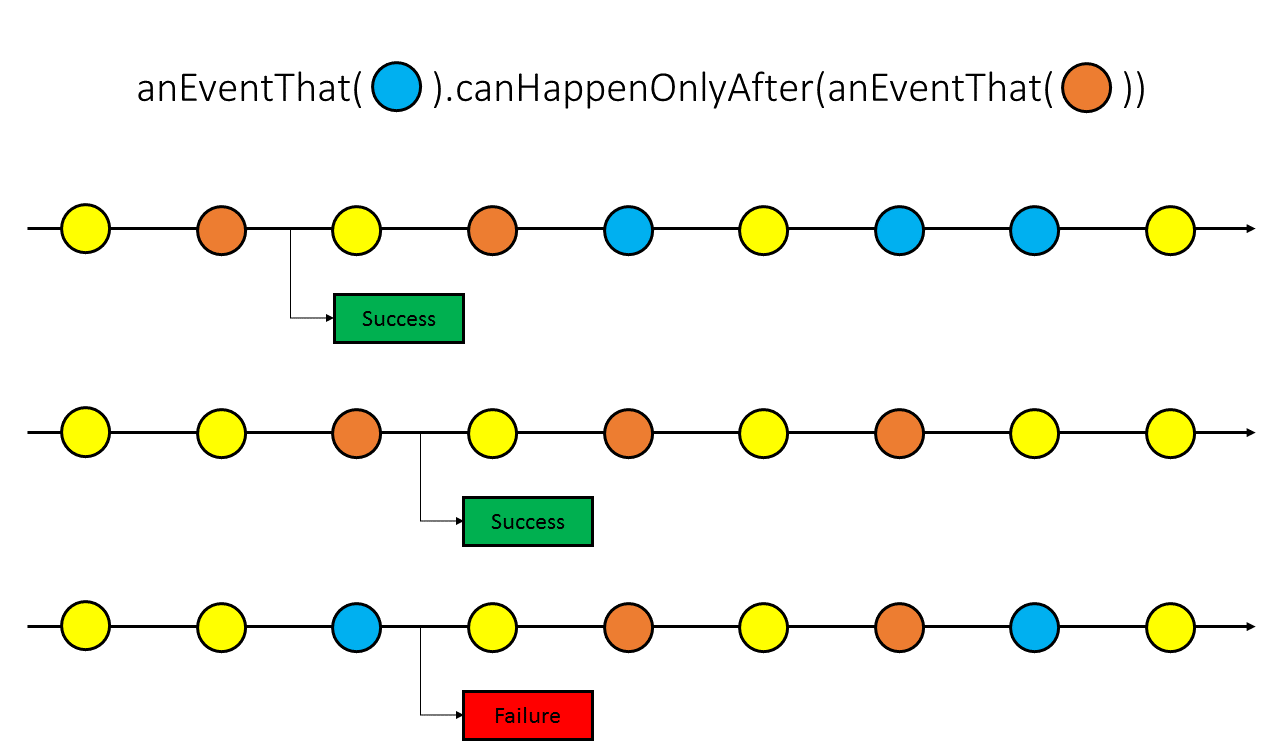 anEventThat( ).canHappenOnlyAfter(anEventThat( ))
Success
Success
Failure